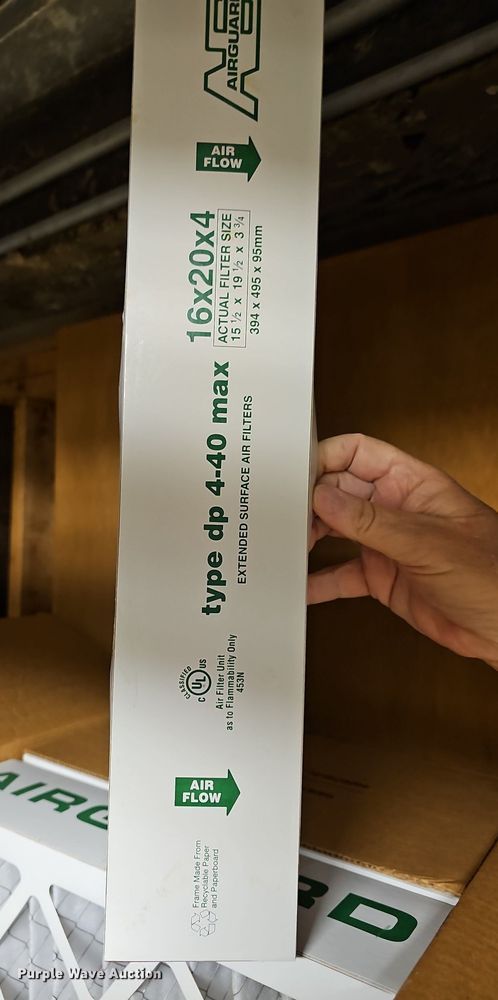 Frame Made From
Recyclable Paper
and Paperboard
AIR
FLOW
CLASSIFIED
C UL US
Air Filter Unit
as to Flammability Only
453N
type dp 4-40 max
EXTENDED SURFACE AIR FILTERS
16x20x4
ACTUAL FILTER SIZE
15 1/2 x 19 1/2 x 3 3/4
394 x 495 x 95mm
AIR
FLOW
AIRGUARD
AIRG
RD
Purple Wave Auction